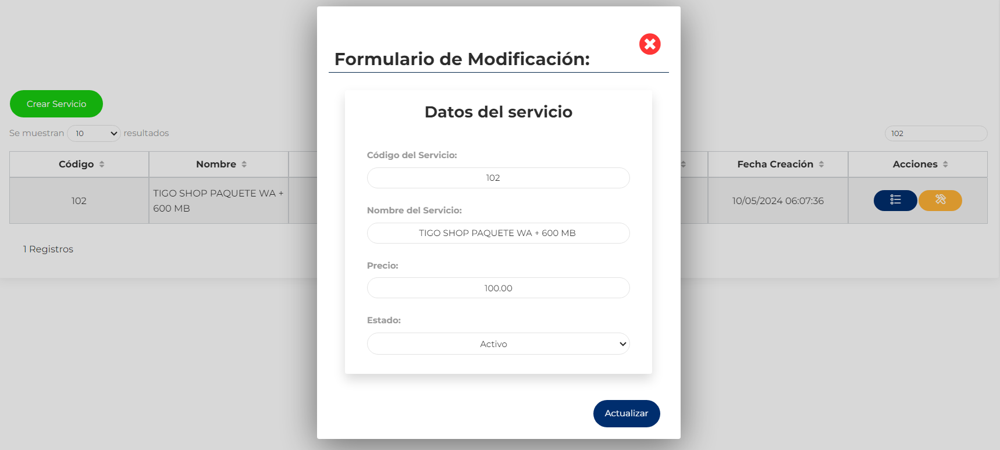 Formulario de Modificación:
Datos del servicio
Código del Servicio:
102
Nombre del Servicio:
TIGO SHOP PAQUETE WA + 600 MB
Precio:
100.00
Estado:
Activo
Actualizar
Crear Servicio
Se muestran 10 resultados
102
Código Nombre Fecha Creación Acciones
102 TIGO SHOP PAQUETE WA + 10/05/2024 06:07:36
600 MB
1 Registros